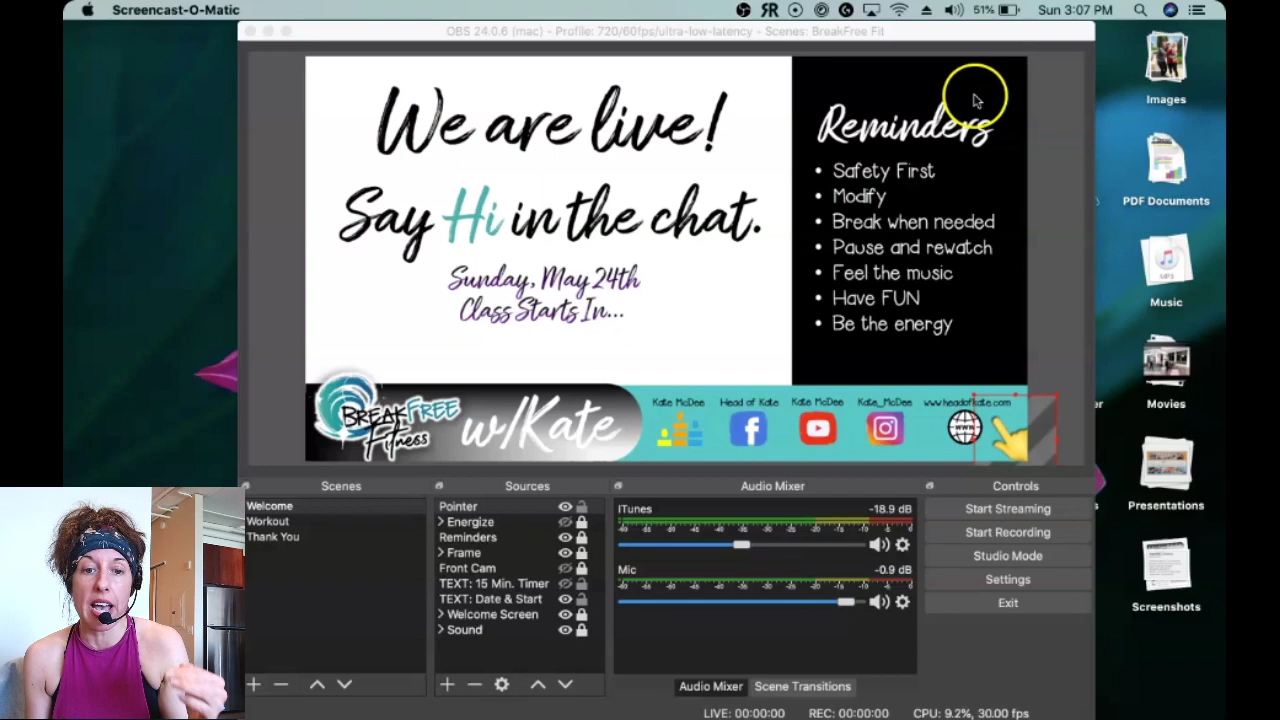 Screencast-O-Matic
51%
Sun 3:07 PM
OBS 24.0.6 (mac) - Profile: 720/60fps/ultra-low-latency - Scenes: BreakFree Fit
We are live!
Say Hi in the chat.
Sunday, May 24th
Class Starts In...
Reminders
• Safety First
• Modify
• Break when needed
• Pause and rewatch
• Feel the music
• Have FUN
• Be the energy
BREAKFREE
Fitness
w/Kate
Kate McDee
Head of Kate
Kate McDee
Kate_McDee
www.headofkate.com
WWW
Images
PDF Documents
Music
MP3
Movies
Presentations
Screenshots
Scenes
Welcome
Workout
Thank You
Sources
Pointer
Energize
Reminders
Frame
Front Cam
TEXT: 15 Min. Timer
TEXT: Date & Start
Welcome Screen
Sound
Audio Mixer
ITunes
-18.9 dB
Mic
-0.9 dB
Audio Mixer
Scene Transitions
Controls
Start Streaming
Start Recording
Studio Mode
Settings
Exit
LIVE: 00:00:00
REC: 00:00:00
CPU: 9.2%, 30.00 fps